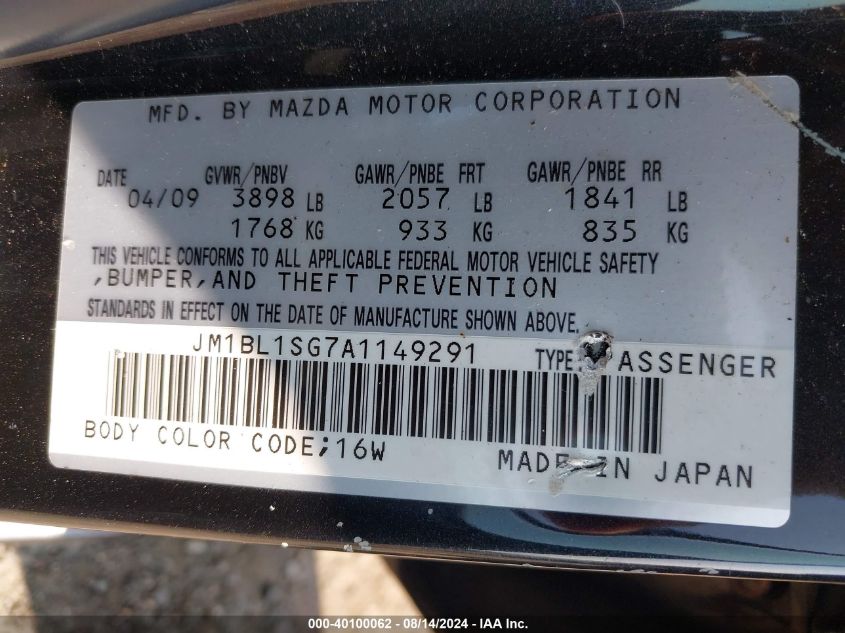 MFD. BY MAZDA MOTOR CORPORATION
DATE GVWR/PNBV GAWR/PNBE FRT GAWR/PNBE RR
04/09 3898 LB 2057 LB 1841 LB
1768 KG 933 KG 835 KG
THIS VEHICLE CONFORMS TO ALL APPLICABLE FEDERAL MOTOR VEHICLE SAFETY
,BUMPER,AND THEFT PREVENTION
STANDARDS IN EFFECT ON THE DATE OF MANUFACTURE SHOWN ABOVE.
JM1BL1SG7A1149291 TYPE ASSENGER
BODY COLOR CODE;16W
MADE IN JAPAN
000-40100062 - 08/14/2024 - IAA Inc.